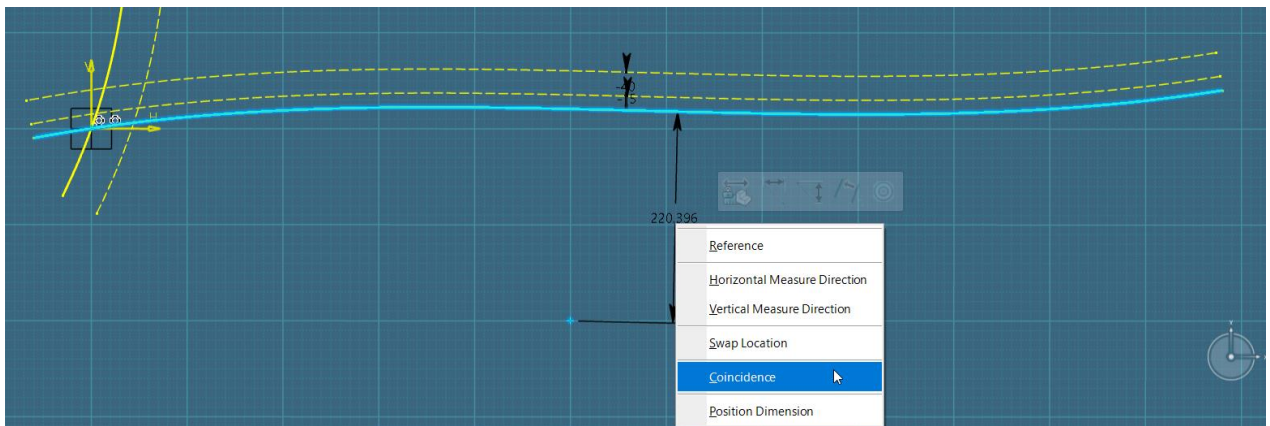 V
H
220,396
Reference
Horizontal Measure Direction
Vertical Measure Direction
Swap Location
Coincidence
Position Dimension